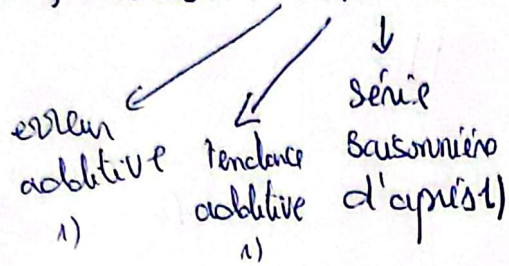 erreur
additive
1)
tendance
additive
1)
série
saisonnière
d'après 1)